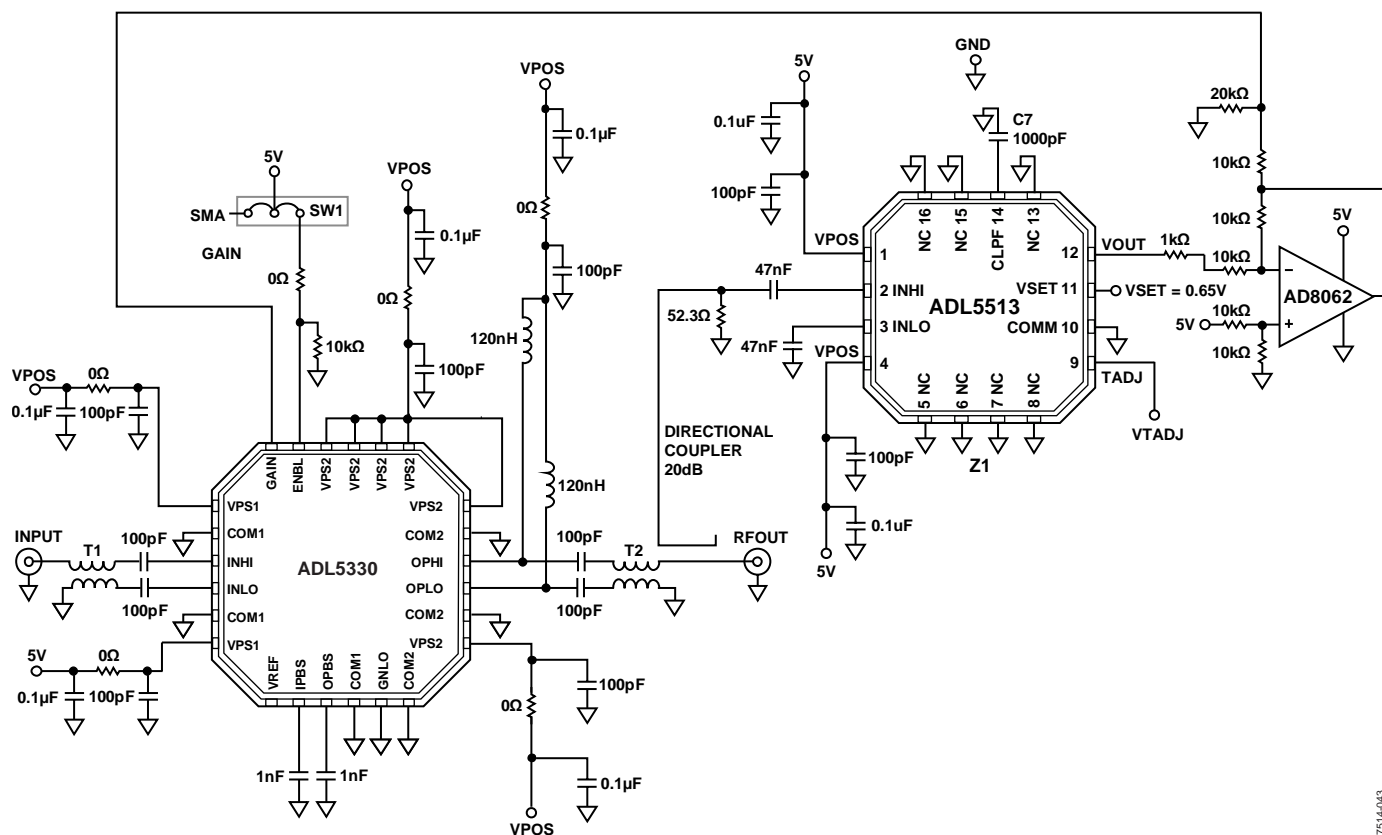 GND
VPOS
5V
20kΩ
0.1µF
0.1uF
C7
1000pF
5V
VPOS
10kΩ
100pF
SMA
SW1
0Ω
NC 16
NC 15
CLPF 14
NC 13
10kΩ
5V
GAIN
0.1µF
VPOS
VOUT
1kΩ
100pF
1
12
10kΩ
0Ω
0Ω
47nF
2 INHI
VSET 11
VSET = 0.65V
–
AD8062
ADL5513
52.3Ω
3 INLO
COMM 10
5V
10kΩ
+
10kΩ
120nH
47nF
10kΩ
VPOS
0Ω
100pF
VPOS
4
9
TADJ
0.1µF
100pF
5 NC
6 NC
7 NC
8 NC
VTADJ
DIRECTIONAL
COUPLER
20dB
100pF
Z1
GAIN
ENBL
VPS2
VPS2
VPS2
VPS2
120nH
VPS1
VPS2
0.1uF
INPUT
T1
100pF
COM1
COM2
100pF
T2
RFOUT
5V
INHI
ADL5330
OPHI
INLO
OPLO
100pF
COM1
COM2
100pF
5V
0Ω
VPS1
VPS2
0.1µF
100pF
VREF
IPBS
OPBS
COM1
GNLO
COM2
100pF
0Ω
1nF
1nF
0.1µF
VPOS
7514-043